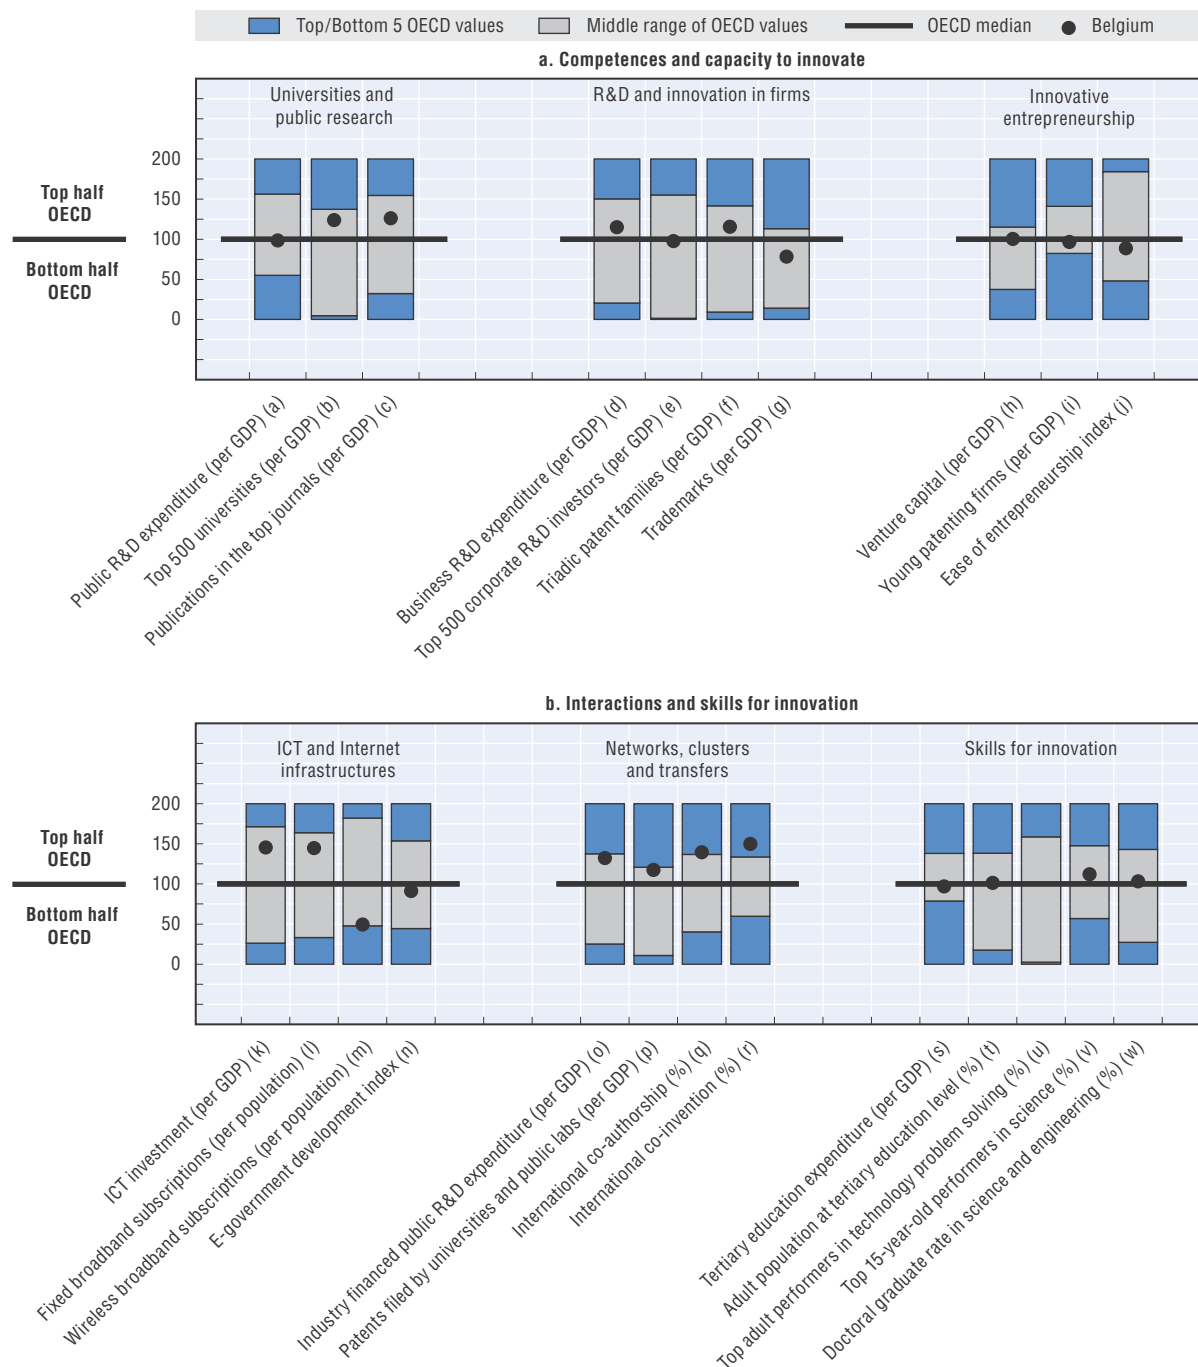 Top/Bottom 5 OECD values
Middle range of OECD values
OECD median
Belgium
a. Competences and capacity to innovate
Universities and
public research
R&D and innovation in firms
Innovative
entrepreneurship
200
150
100
50
0
Top half
OECD
Bottom half
OECD
Public R&D expenditure (per GDP) (a)
Top 500 universities (per GDP) (b)
Publications in the top journals (per GDP) (c)
Business R&D expenditure (per GDP) (d)
Top 500 corporate R&D investors (per GDP) (e)
Triadic patent families (per GDP) (f)
Trademarks (per GDP) (g)
Venture capital (per GDP) (h)
Young patenting firms (per GDP) (i)
Ease of entrepreneurship index (j)
b. Interactions and skills for innovation
ICT and Internet
infrastructures
Networks, clusters
and transfers
Skills for innovation
200
150
100
50
0
Top half
OECD
Bottom half
OECD
ICT investment (per GDP) (k)
Fixed broadband subscriptions (per population) (l)
Wireless broadband subscriptions (per population) (m)
E-government development index (n)
Industry financed public R&D expenditure (per GDP) (o)
Patents filed by universities and public labs (per GDP) (p)
International co-authorship (%) (q)
International co-invention (%) (r)
Tertiary education expenditure (per GDP) (s)
Adult population at tertiary education level (%) (t)
Top adult performers in technology problem solving (%) (u)
Top 15-year-old performers in science (%) (v)
Doctoral graduate rate in science and engineering (%) (w)